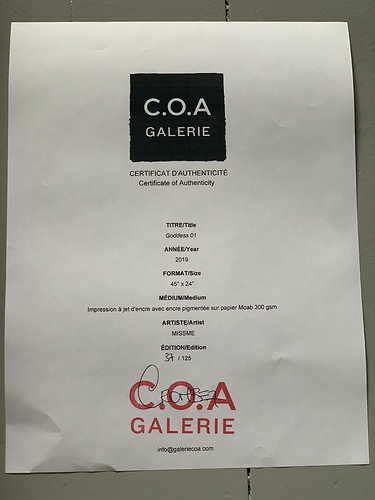 C.O.A
GALERIE
CERTIFICAT D'AUTHENTICITÉ
Certificate of Authenticity
TITRE/Title
Goddess 01
ANNÉE/Year
2019
FORMAT/Size
45" x 24"
MÉDIUM/Medium
Impression à jet d'encre avec encre pigmentée sur papier Moab 300 gsm
ARTISTE/Artist
MISSME
ÉDITION/Edition
/ 125
C.O.A
GALERIE
info@galeriecoa.com